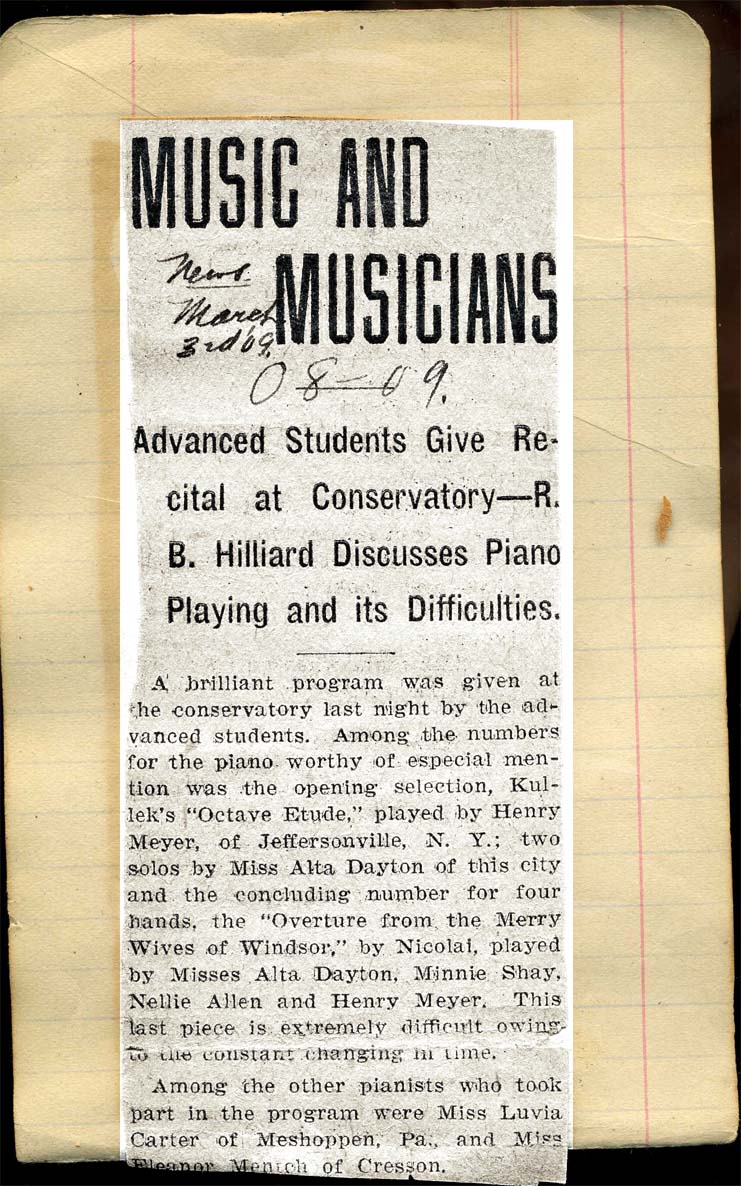 MUSIC AND
MUSICIANS
News.
March
3rd '09.
08-09.
Advanced Students Give Re-
cital at Conservatory—R.
B. Hilliard Discusses Piano
Playing and its Difficulties.
A brilliant program was given at
the conservatory last night by the ad-
vanced students. Among the numbers
for the piano worthy of especial men-
tion was the opening selection, Kul-
lek's "Octave Etude," played by Henry
Meyer, of Jeffersonville, N. Y.; two
solos by Miss Alta Dayton of this city
and the concluding number for four
hands, the "Overture from the Merry
Wives of Windsor," by Nicolai, played
by Misses Alta Dayton, Minnie Shay,
Nellie Allen and Henry Meyer. This
last piece is extremely difficult owing
to the constant changing in time.
Among the other pianists who took
part in the program were Miss Luvia
Carter of Meshoppen, Pa., and Miss
Eleanor Mentch of Cresson.